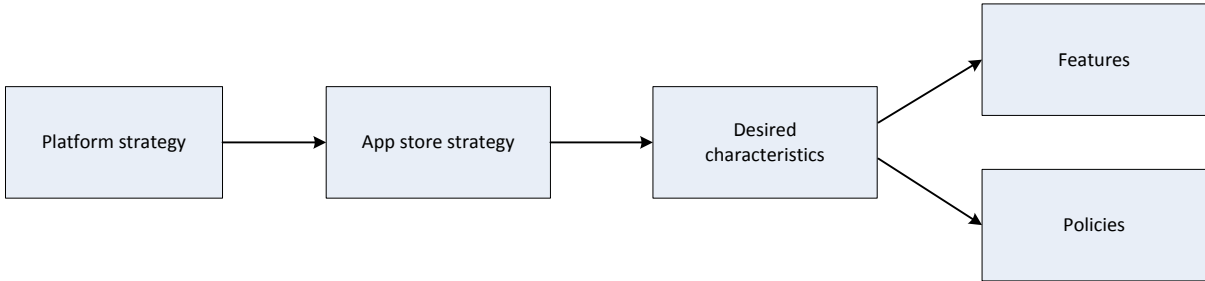 Platform strategy
App store strategy
Desired
characteristics
Features
Policies